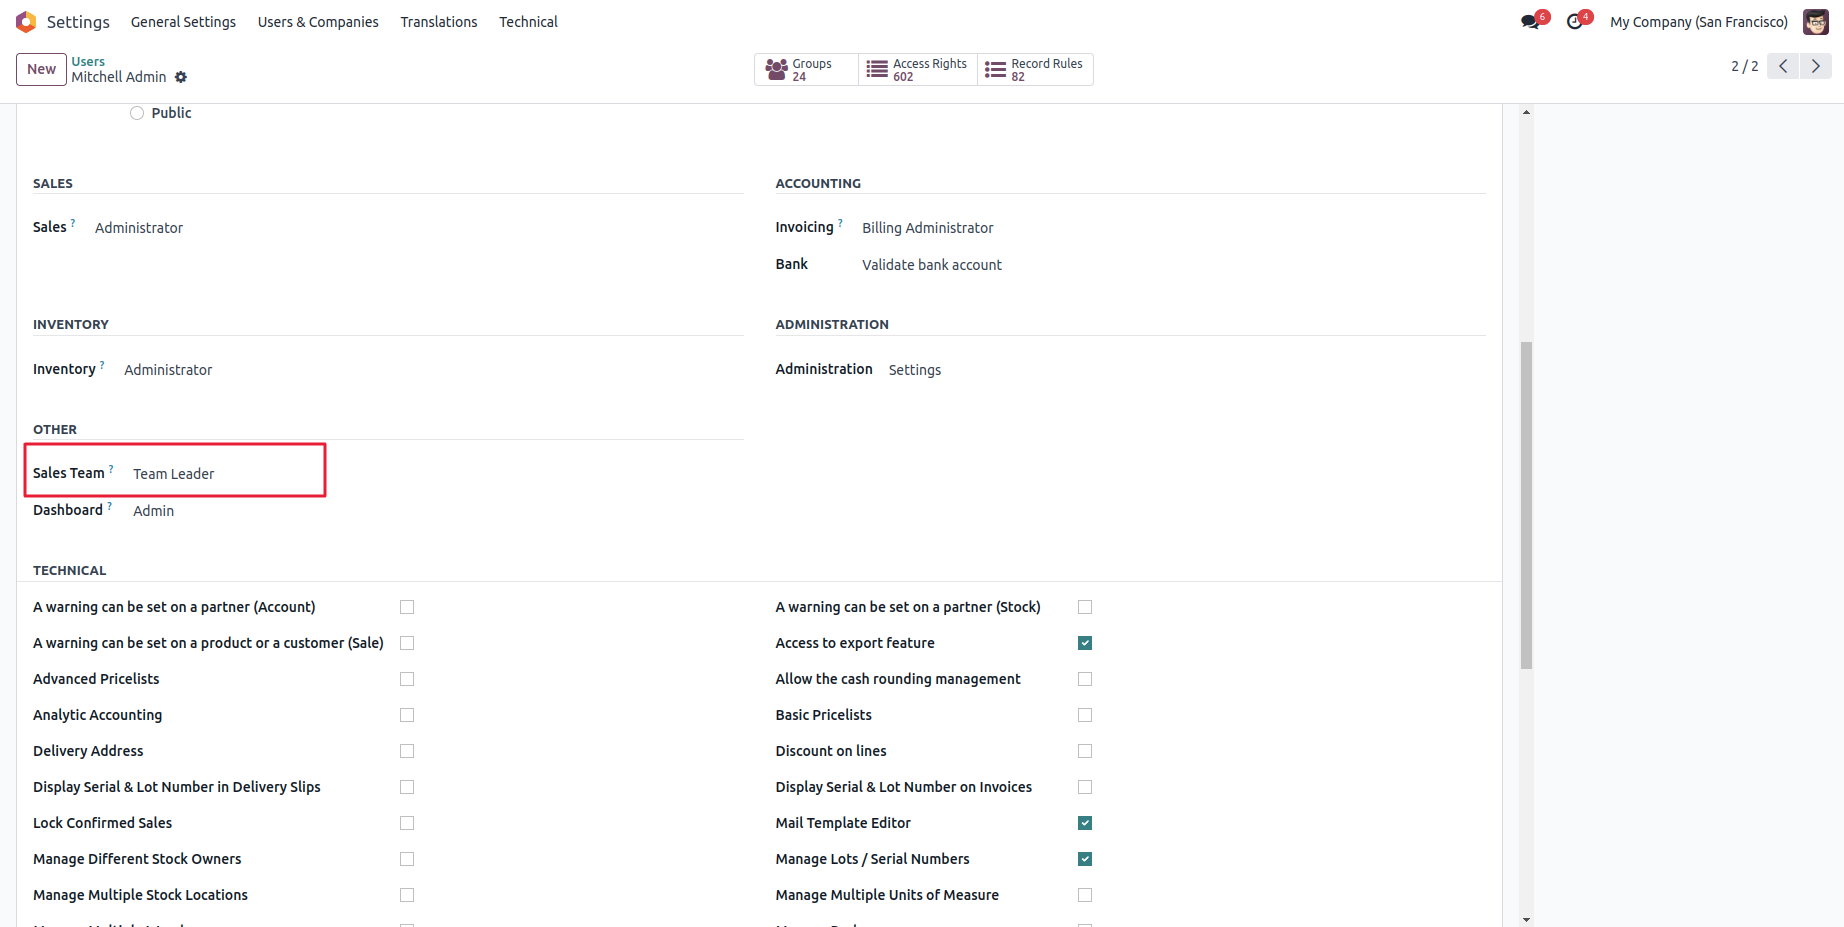 Settings General Settings Users & Companies Translations Technical 6 4 My Company (San Francisco)
New Users Groups 24 Access Rights 602 Record Rules 82 2 / 2
Mitchell Admin
Public
SALES ACCOUNTING
Sales ? Administrator Invoicing ? Billing Administrator
Bank Validate bank account
INVENTORY ADMINISTRATION
Inventory ? Administrator Administration Settings
OTHER
Sales Team ? Team Leader
Dashboard ? Admin
TECHNICAL
A warning can be set on a partner (Account) A warning can be set on a partner (Stock)
A warning can be set on a product or a customer (Sale) Access to export feature
Advanced Pricelists Allow the cash rounding management
Analytic Accounting Basic Pricelists
Delivery Address Discount on lines
Display Serial & Lot Number in Delivery Slips Display Serial & Lot Number on Invoices
Lock Confirmed Sales Mail Template Editor
Manage Different Stock Owners Manage Lots / Serial Numbers
Manage Multiple Stock Locations Manage Multiple Units of Measure